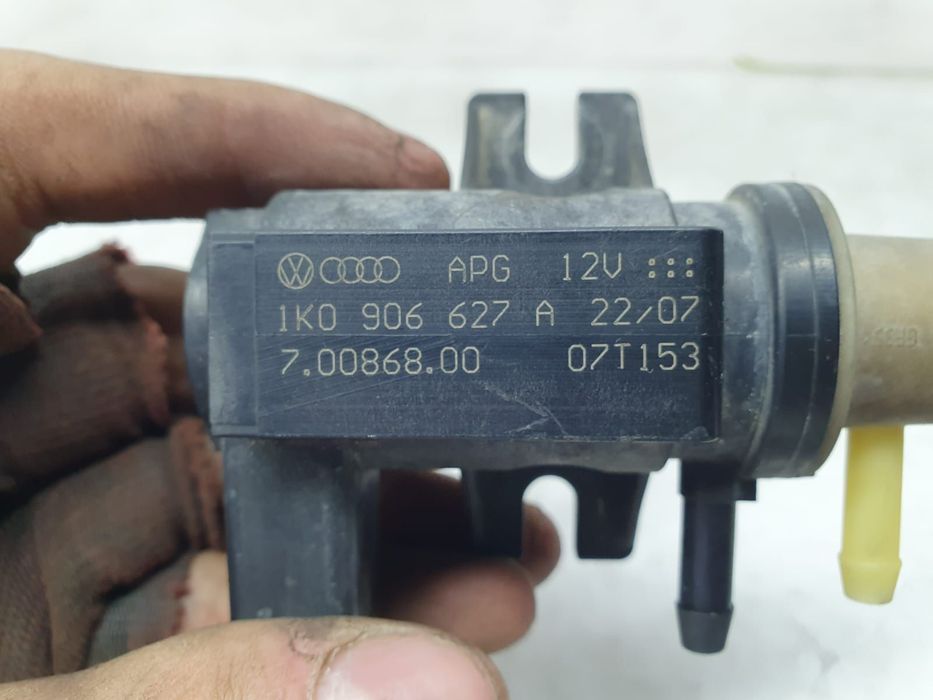 APG 12V
1K0 906 627 A 22/07
7.00868.00 07T153